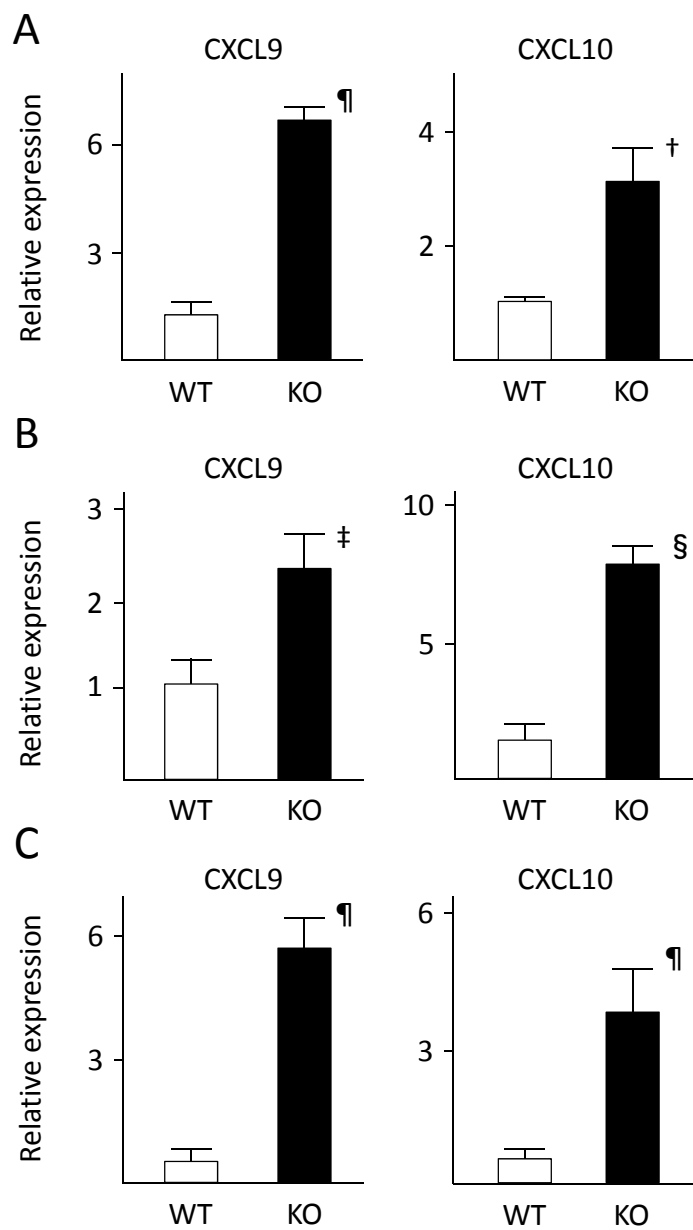 A
CXCL9
CXCL10
Relative expression
6
3
¶
WT
KO
4
2
†
WT
KO
B
CXCL9
CXCL10
Relative expression
3
2
1
‡
WT
KO
10
5
§
WT
KO
C
CXCL9
CXCL10
Relative expression
6
3
¶
WT
KO
6
3
¶
WT
KO